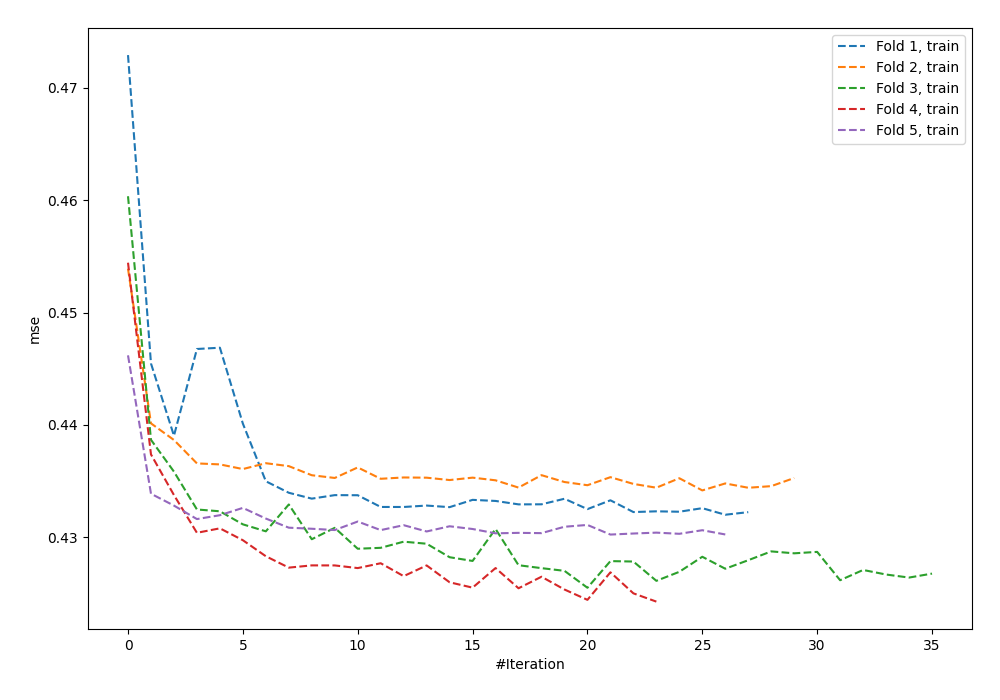 0.47
0.46
0.45
0.44
0.43
mse
0 5 10 15 20 25 30 35
#Iteration
Fold 1, train
Fold 2, train
Fold 3, train
Fold 4, train
Fold 5, train